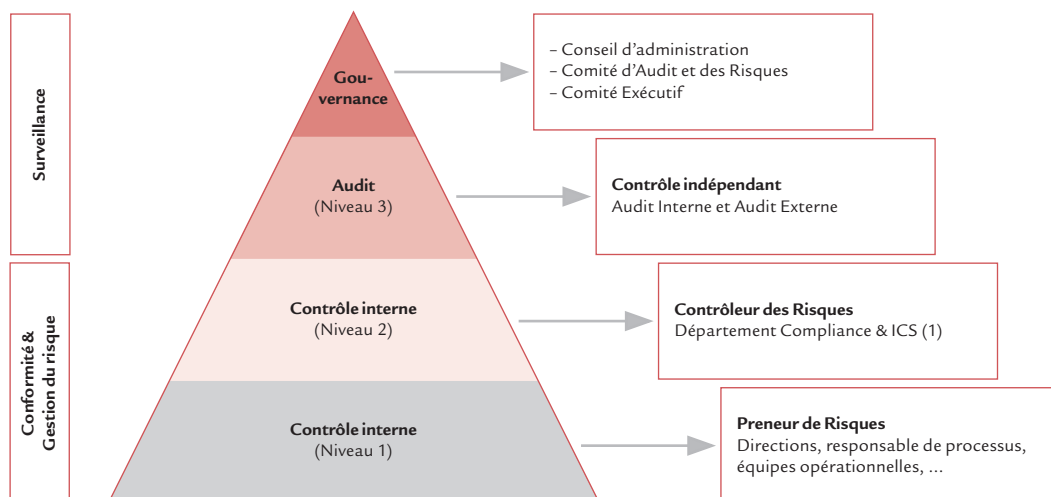 Surveillance
Gou-
vernance
– Conseil d'administration
– Comité d'Audit et des Risques
– Comité Exécutif
Audit
(Niveau 3)
Contrôle indépendant
Audit Interne et Audit Externe
Conformité &
Gestion du risque
Contrôle interne
(Niveau 2)
Contrôleur des Risques
Département Compliance & ICS (1)
Contrôle interne
(Niveau 1)
Preneur de Risques
Directions, responsable de processus,
équipes opérationnelles, ...